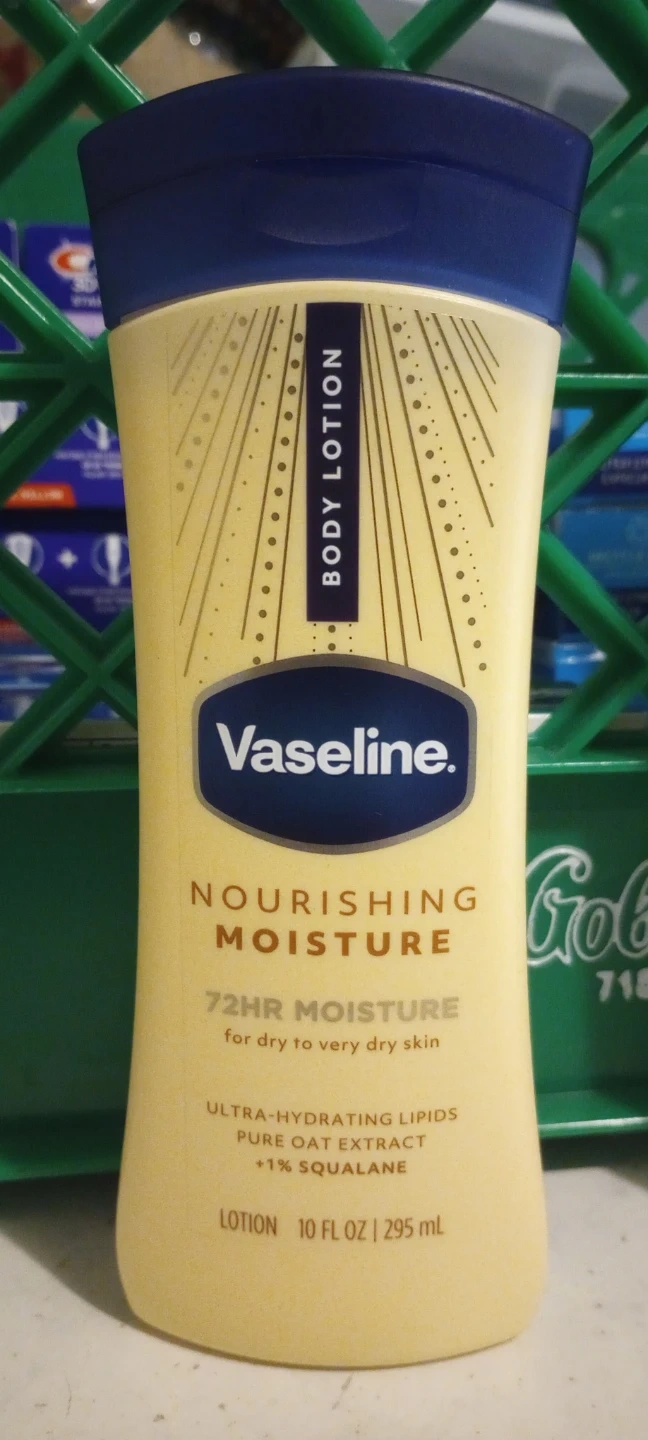 BODY LOTION
Vaseline.
NOURISHING
MOISTURE
72HR MOISTURE
for dry to very dry skin
ULTRA-HYDRATING LIPIDS
PURE OAT EXTRACT
+1% SQUALANE
LOTION 10 FL OZ | 295 mL
718